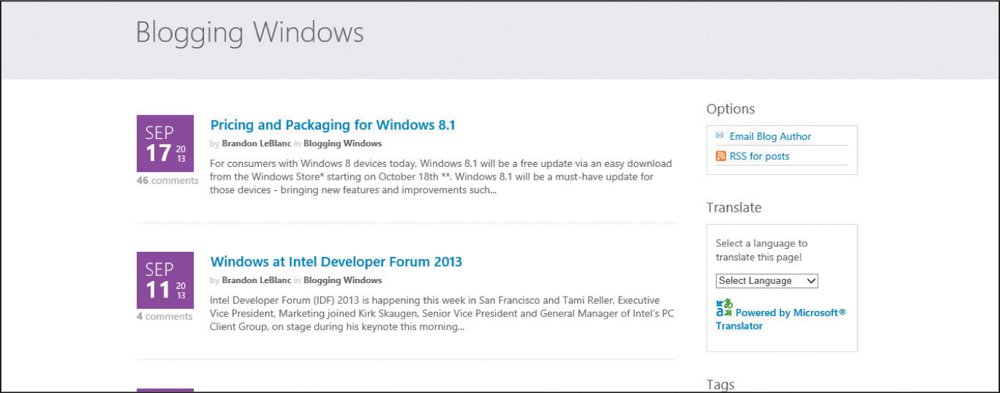 Blogging Windows
SEP
17 20
13
46 comments
Pricing and Packaging for Windows 8.1
by Brandon LeBlanc in Blogging Windows
For consumers with Windows 8 devices today, Windows 8.1 will be a free update via an easy download
from the Windows Store* starting on October 18th **. Windows 8.1 will be a must-have update for
those devices - bringing new features and improvements such...
SEP
11 20
13
4 comments
Windows at Intel Developer Forum 2013
by Brandon LeBlanc in Blogging Windows
Intel Developer Forum (IDF) 2013 is happening this week in San Francisco and Tami Reller, Executive
Vice President, Marketing joined Kirk Skaugen, Senior Vice President and General Manager of Intel's PC
Client Group, on stage during his keynote this morning...
Options
Email Blog Author
RSS for posts
Translate
Select a language to
translate this page!
Select Language
Powered by Microsoft®
Translator
Tags